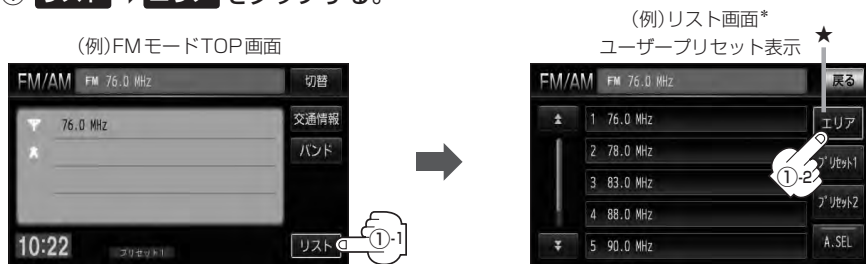 ① リスト → エリア をタッチする。
(例)FMモードTOP画面
FM/AM FM 76.0 MHz 切替
76.0 MHz 交通情報
バンド
10:22 プリセット1 リスト ①-1
(例)リスト画面*
ユーザープリセット表示 ★
FM/AM FM 76.0 MHz 戻る
1 76.0 MHz エリア
2 78.0 MHz プリセット1
①-2
3 83.0 MHz
4 88.0 MHz プリセット2
5 90.0 MHz A.SEL